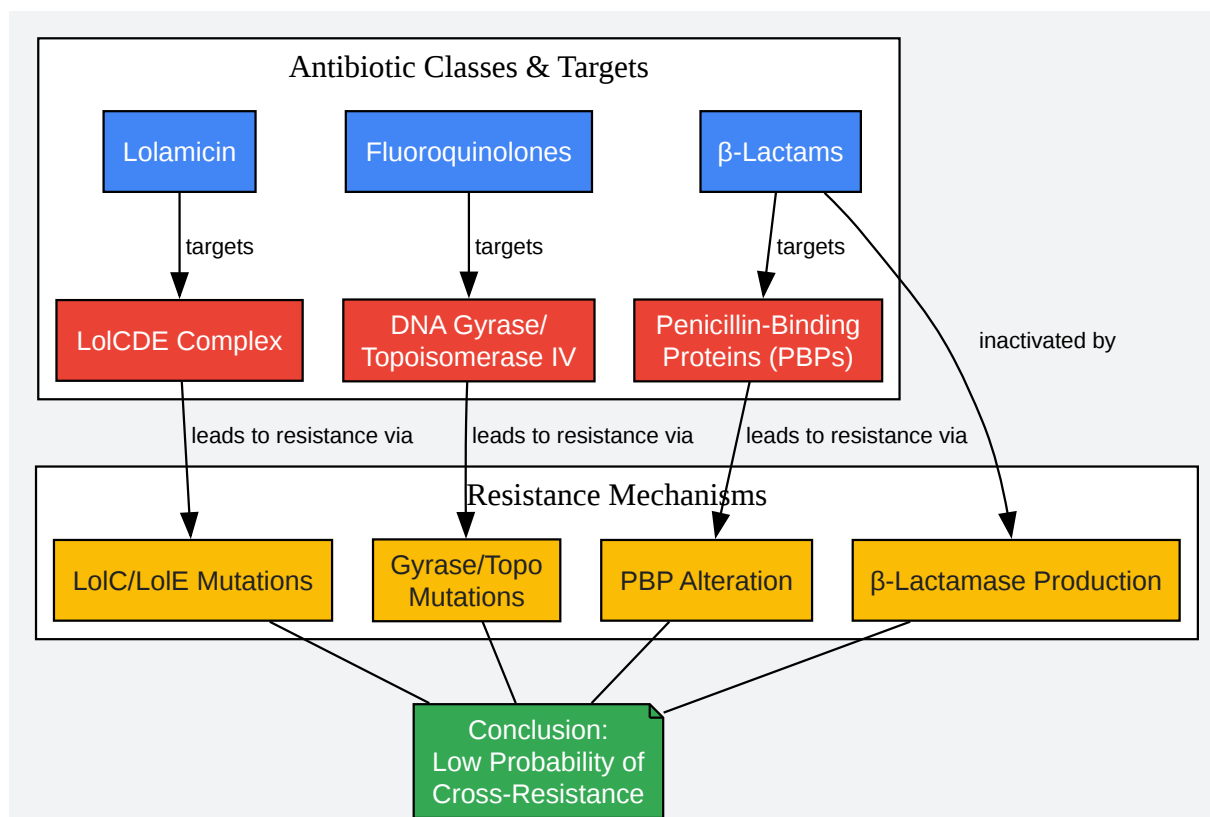 Antibiotic Classes & Targets
Lolamicin
Fluoroquinolones
β-Lactams
targets
targets
targets
LolCDE Complex
DNA Gyrase/
Topoisomerase IV
Penicillin-Binding
Proteins (PBPs)
inactivated by
leads to resistance via
leads to resistance via
leads to resistance via
Resistance Mechanisms
LolC/LolE Mutations
Gyrase/Topo
Mutations
PBP Alteration
β-Lactamase Production
Conclusion:
Low Probability of
Cross-Resistance